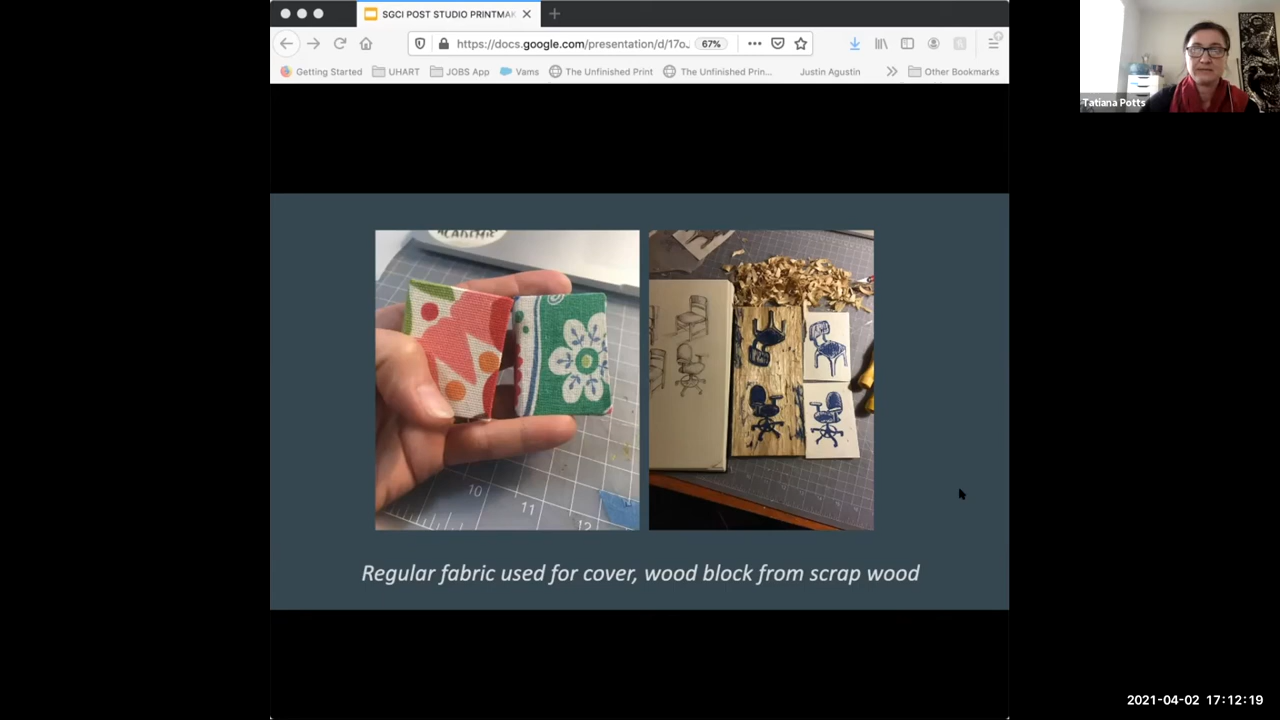 SGCI POST STUDIO PRINTMAK
https://docs.google.com/presentation/d/17o..
67%
Getting Started
UHART
JOBS App
Vams
The Unfinished Print
The Unfinished Prin...
Justin Agustin
Other Bookmarks
Tatiana Potts
ACADEMIE
10
11
12
Regular fabric used for cover, wood block from scrap wood
2021-04-02 17:12:19